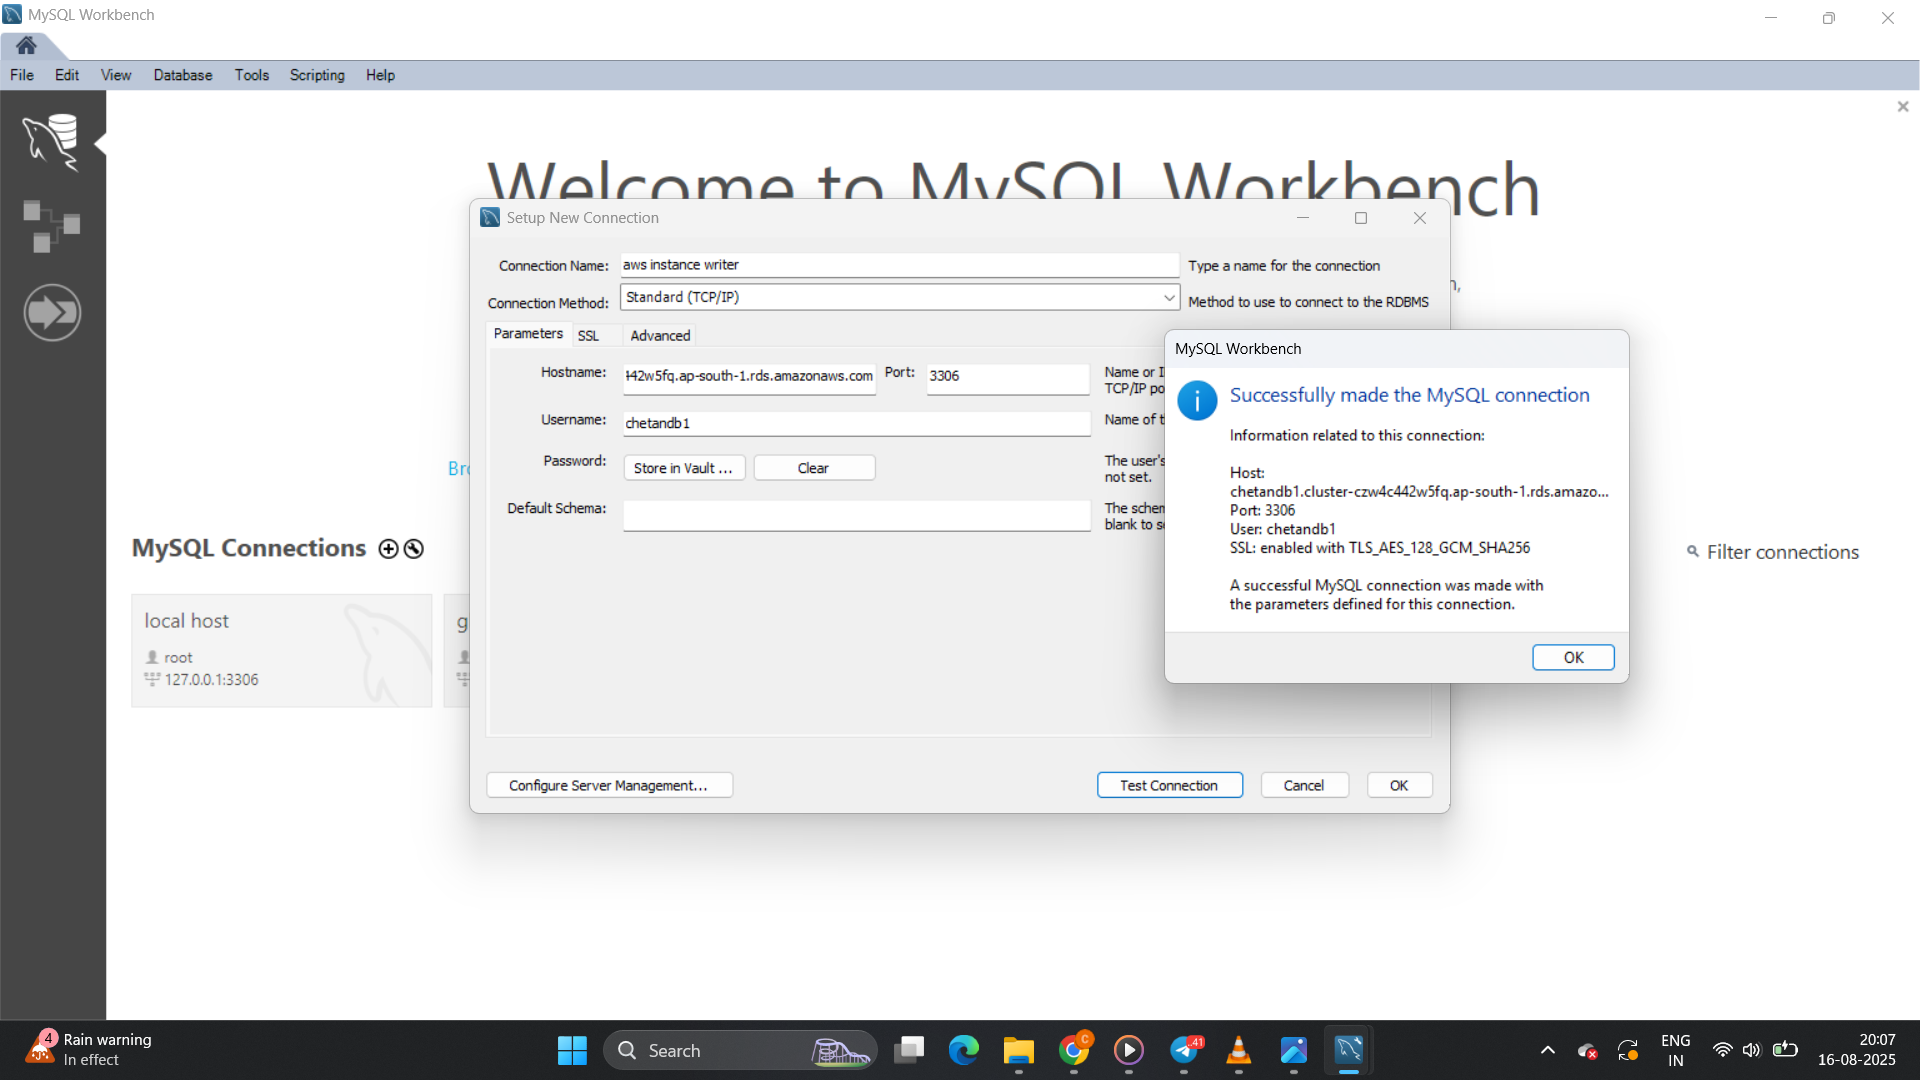 MySQL Workbench
File Edit View Database Tools Scripting Help
Welcome to MySQL Workbench
Setup New Connection
Connection Name: aws instance writer Type a name for the connection
Connection Method: Standard (TCP/IP) Method to use to connect to the RDBMS
Parameters SSL Advanced
Hostname: 442w5fq.ap-south-1.rds.amazonaws.com Port: 3306 Name or I
TCP/IP po
Username: chetandb1 Name of t
Password: Store in Vault ... Clear The user's
not set.
Default Schema: The schem
blank to s
Configure Server Management... Test Connection Cancel OK
MySQL Workbench
Successfully made the MySQL connection
Information related to this connection:
Host:
chetandb1.cluster-czw4c442w5fq.ap-south-1.rds.amazo...
Port: 3306
User: chetandb1
SSL: enabled with TLS_AES_128_GCM_SHA256
A successful MySQL connection was made with
the parameters defined for this connection.
OK
Bro
MySQL Connections
Filter connections
local host
root
127.0.0.1:3306
g
4
Rain warning
In effect
Search
C
41
ENG
IN
20:07
16-08-2025